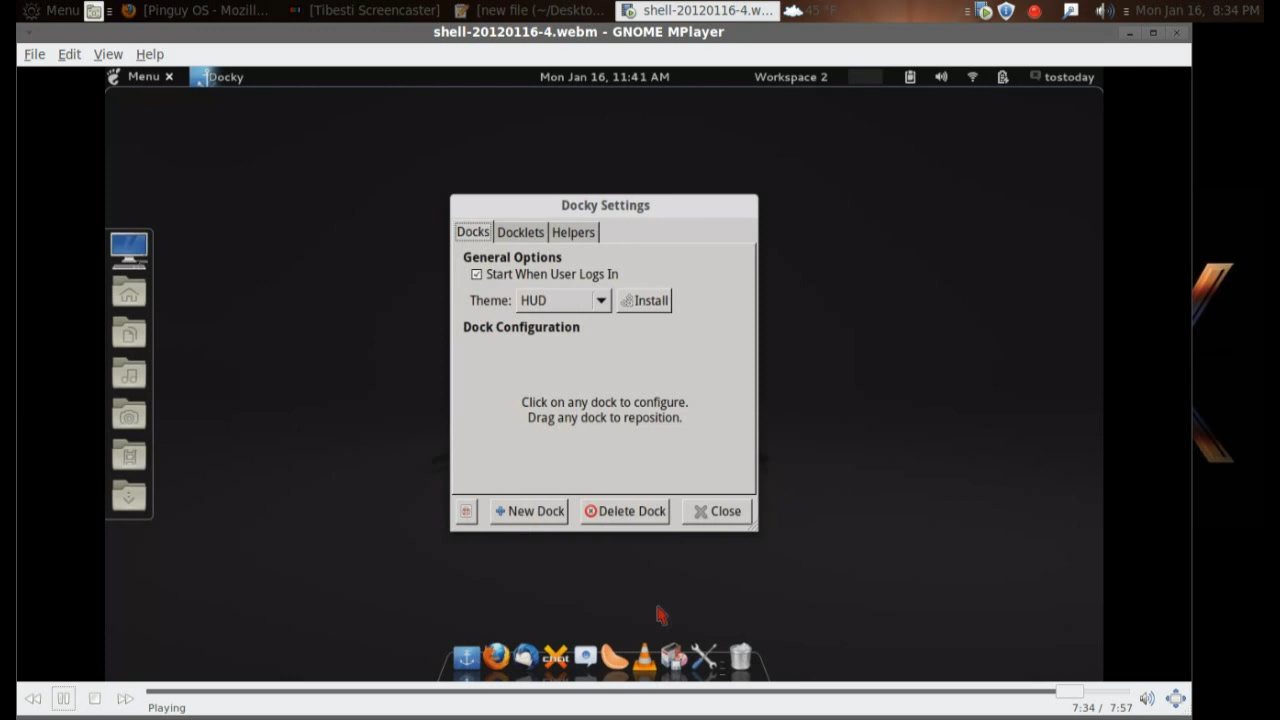 Menu [Pinguy OS - Mozill... [Tibesti Screencaster] [new file (~/Deskto... shell-20120116-4.w... 45 °F Mon Jan 16, 8:34 PM
shell-20120116-4.webm - GNOME MPlayer
File Edit View Help
Menu X Docky Mon Jan 16, 11:41 AM Workspace 2 tostoday
Docky Settings
Docks Docklets Helpers
General Options
Start When User Logs In
Theme: HUD Install
Dock Configuration
Click on any dock to configure.
Drag any dock to reposition.
New Dock Delete Dock Close
chat
Playing 7:34 / 7:57